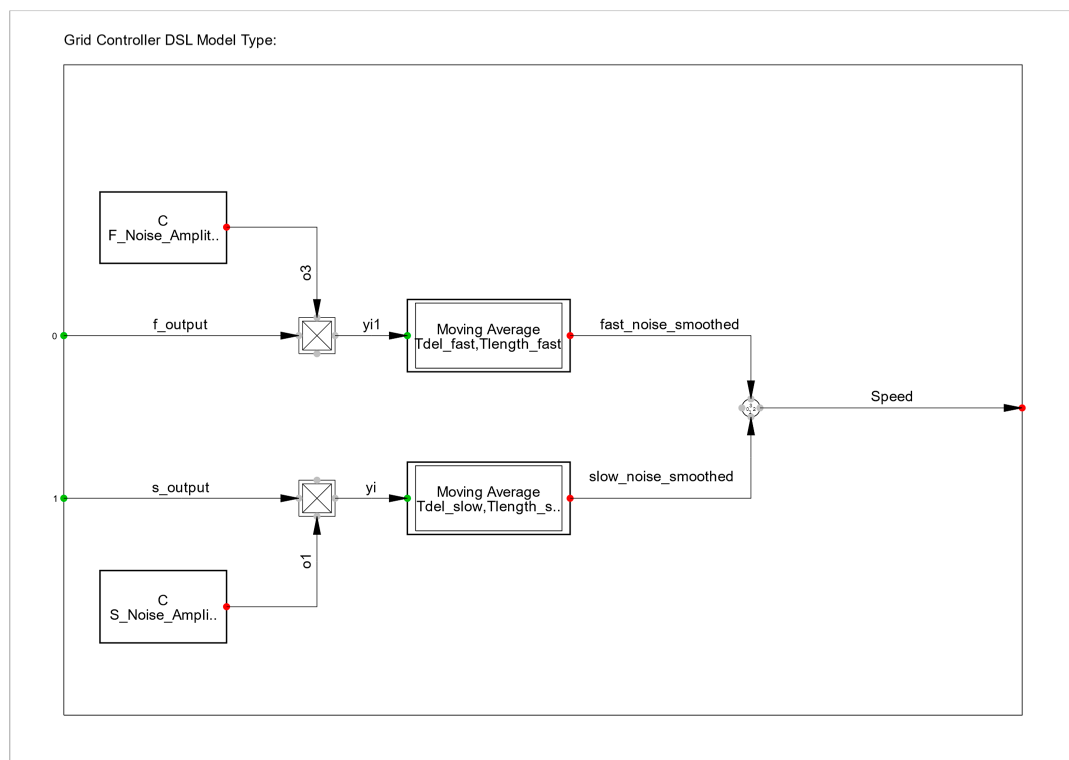 Grid Controller DSL Model Type:
C
F_Noise_Amplit..
o3
0
f_output
yi1
Moving Average
Tdel_fast,Tlength_fast
fast_noise_smoothed
Speed
1
s_output
yi
Moving Average
Tdel_slow,Tlength_s..
slow_noise_smoothed
o1
C
S_Noise_Ampli..